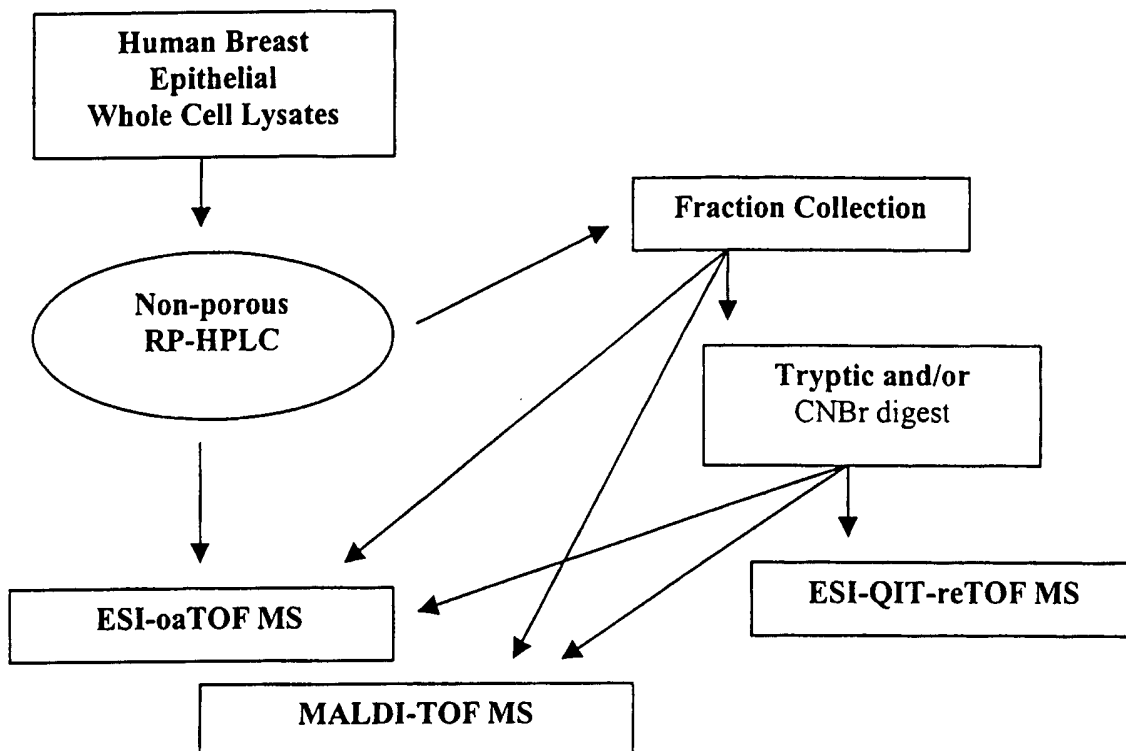 Human Breast
Epithelial
Whole Cell Lysates
Fraction Collection
Non-porous
RP-HPLC
Tryptic and/or
CNBr digest
ESI-QIT-reTOF MS
ESI-oaTOF MS
MALDI-TOF MS